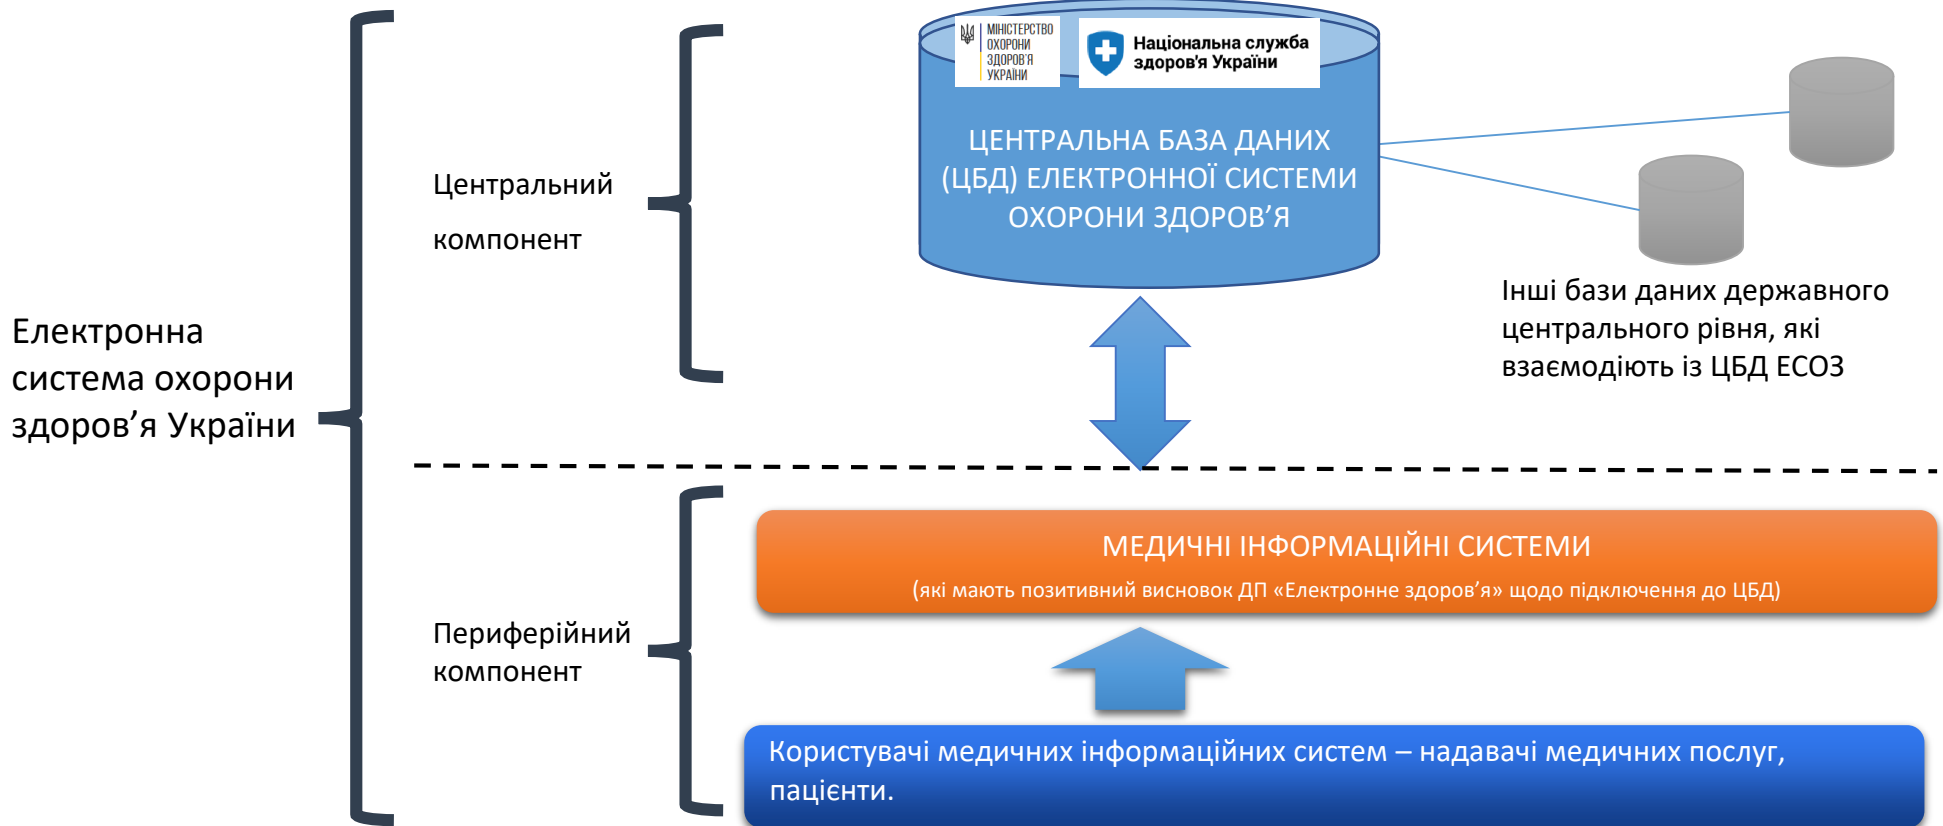 МІНІСТЕРСТВО
ОХОРОНИ
ЗДОРОВ'Я
УКРАЇНИ
Національна служба
здоров'я України
ЦЕНТРАЛЬНА БАЗА ДАНИХ
(ЦБД) ЕЛЕКТРОННОЇ СИСТЕМИ
ОХОРОНИ ЗДОРОВ’Я
Центральний
компонент
Інші бази даних державного
центрального рівня, які
взаємодіють із ЦБД ЕСОЗ
Електронна
система охорони
здоров’я України
МЕДИЧНІ ІНФОРМАЦІЙНІ СИСТЕМИ
(які мають позитивний висновок ДП «Електронне здоров’я» щодо підключення до ЦБД)
Периферійний
компонент
Користувачі медичних інформаційних систем – надавачі медичних послуг,
пацієнти.